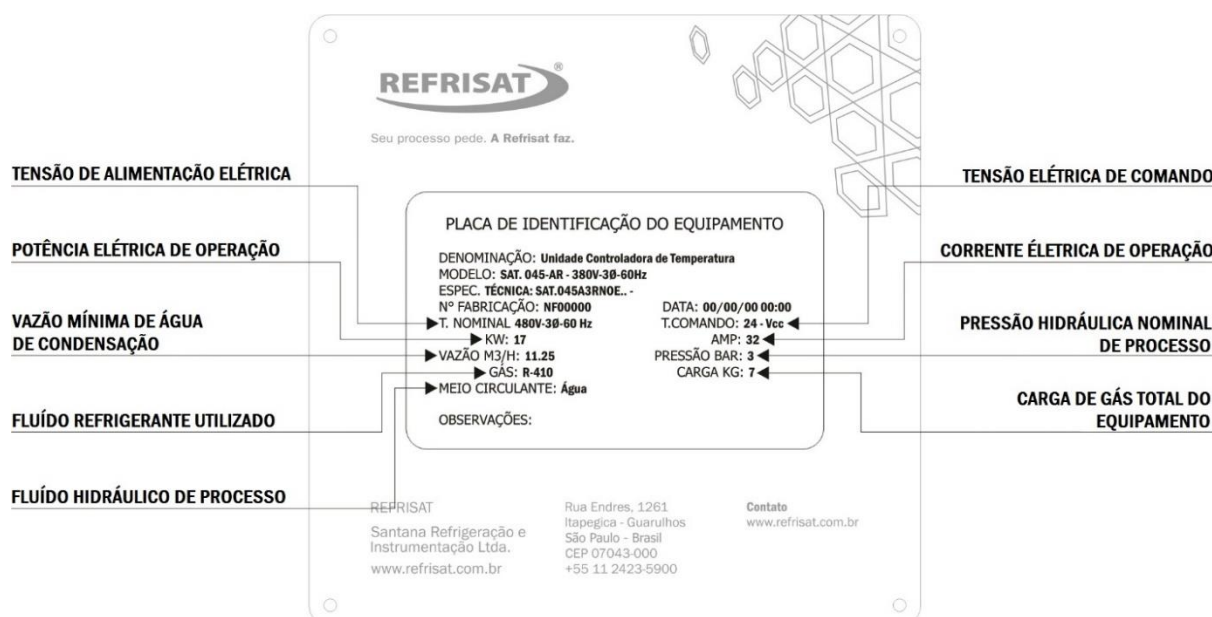 REFRISAT®
Seu processo pede. A Refrisat faz.
TENSÃO DE ALIMENTAÇÃO ELÉTRICA
POTÊNCIA ELÉTRICA DE OPERAÇÃO
VAZÃO MÍNIMA DE ÁGUA
DE CONDENSAÇÃO
FLUÍDO REFRIGERANTE UTILIZADO
FLUÍDO HIDRÁULICO DE PROCESSO
PLACA DE IDENTIFICAÇÃO DO EQUIPAMENTO
DENOMINAÇÃO: Unidade Controladora de Temperatura
MODELO: SAT. 045-AR - 380V-3Ø-60Hz
ESPEC. TÉCNICA: SAT.045A3RNOE.. -
Nº FABRICAÇÃO: NF00000 DATA: 00/00/00 00:00
T. NOMINAL 480V-3Ø-60 Hz T.COMANDO: 24 - Vcc
KW: 17 AMP: 32
VAZÃO M3/H: 11.25 PRESSÃO BAR: 3
GÁS: R-410 CARGA KG: 7
MEIO CIRCULANTE: Água
OBSERVAÇÕES:
TENSÃO ELÉTRICA DE COMANDO
CORRENTE ÉLETRICA DE OPERAÇÃO
PRESSÃO HIDRÁULICA NOMINAL
DE PROCESSO
CARGA DE GÁS TOTAL DO
EQUIPAMENTO
REFRISAT
Santana Refrigeração e
Instrumentação Ltda.
www.refrisat.com.br
Rua Endres, 1261
Itapegica - Guarulhos
São Paulo - Brasil
CEP 07043-000
+55 11 2423-5900
Contato
www.refrisat.com.br